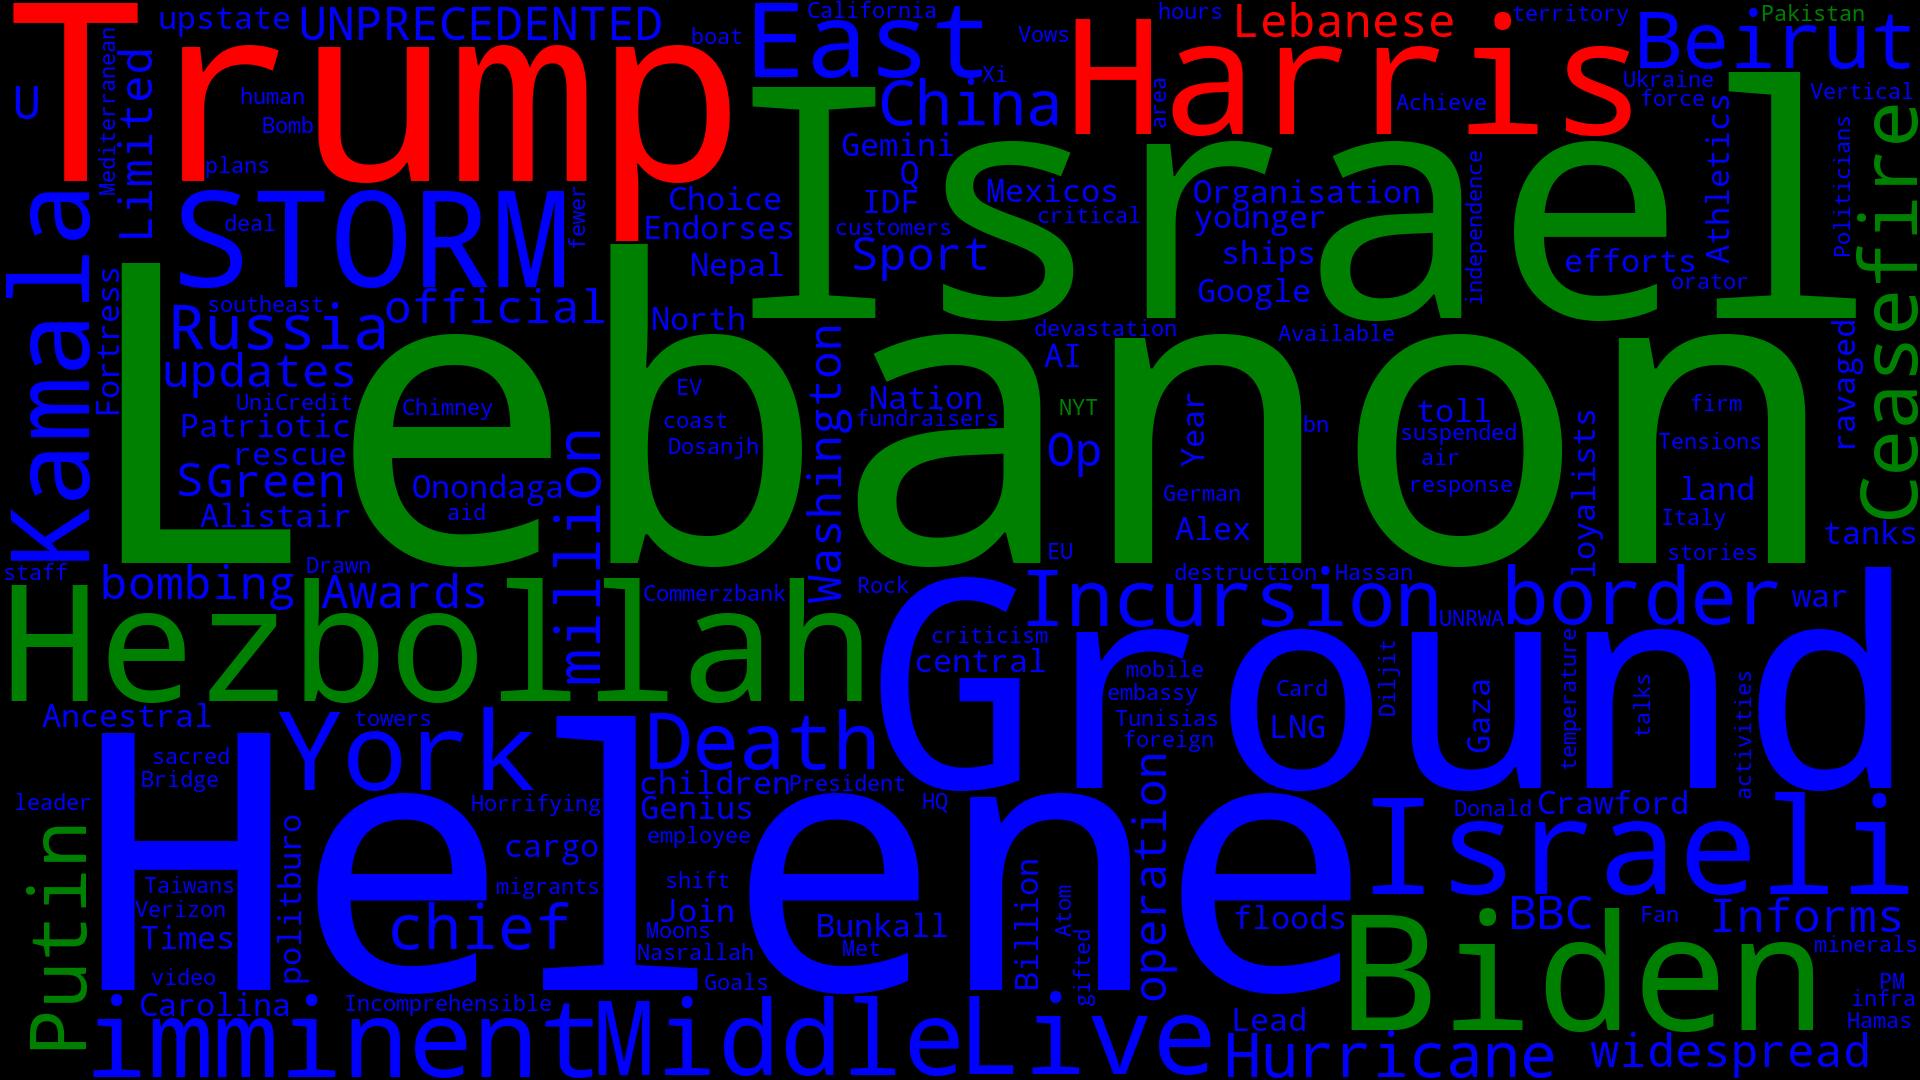 Trump
upstate
UNPRECEDENTED
boat
East
California
Vows
hours
Harris
Lebanese
territory
Beirut
Pakistan
U
Mediterranean
Limited
human
Bomb
plans
Xi
China
area
Achieve
Ukraine
force
Vertical
Israel
Gemini
Q
IDF
customers
Sport
Mexicos
critical
Organisation
younger
ships
Google
independence
efforts
orator
Athletics
Politicians
Ceasefire
Kamala
STORM
deal
fewer
Choice
Endorses
Nepal
Fortress
southeast
Russia
official
updates
North
Washington
devastation
AI
Available
ravaged
Lebanon
UniCredit
Patriotic
rescue
SGreen
Alistair
Chimney
Onondaga
aid
million
EV
coast
Dosanjh
Nation
fundraisers
NYT
Op
EU
Year
German
Alex
bn
toll
suspended
air
response
loyalists
firm
Tensions
land
Italy
stories
tanks
staff
bombing
Drawn
Awards
Commerzbank
Rock
destruction
Hassan
Incursion
UNRWA
border
war
Hezbollah
Ground
criticism
central
mobile
embassy
Tunisias
foreign
Card
LNG
Diljit
Gaza
temperature
talks
activities
Ancestral
sacred
Bridge
York
towers
Death
children
President
Genius
employee
HQ
leader
Horrifying
cargo
migrants
Helene
Putin
Taiwans
Verizon
Times
video
politburo
chief
shift
Join
Moons
Nasrallah
Goals
Bunkall
Met
Billion
Atom
gifted
operation
floods
Donald
Crawford
Israeli
BBC
Fan
Informs
minerals
Biden
PM
infra
Hamas
Carolina
Incomprehensible
imminent
Middle
Live
Lead
Hurricane
widespread